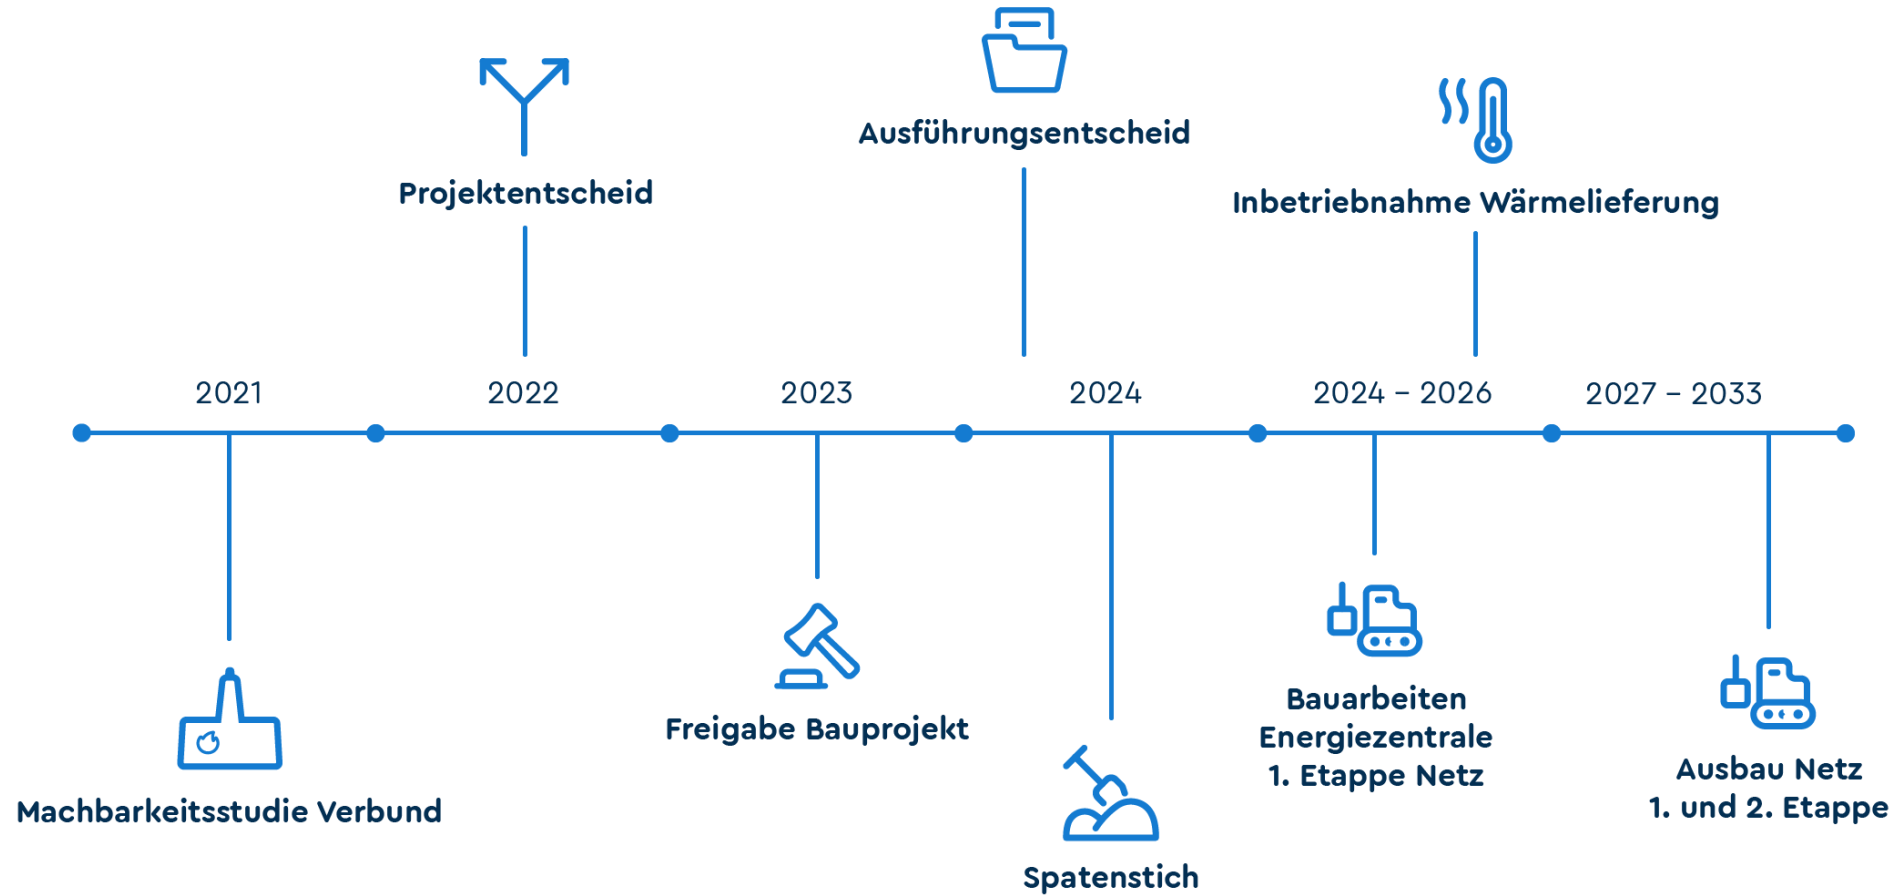 Ausführungsentscheid
Projektentscheid
Inbetriebnahme Wärmelieferung
2021
2022
2023
2024
2024 – 2026
2027 – 2033
Machbarkeitsstudie Verbund
Freigabe Bauprojekt
Spatenstich
Bauarbeiten
Energiezentrale
1. Etappe Netz
Ausbau Netz
1. und 2. Etappe